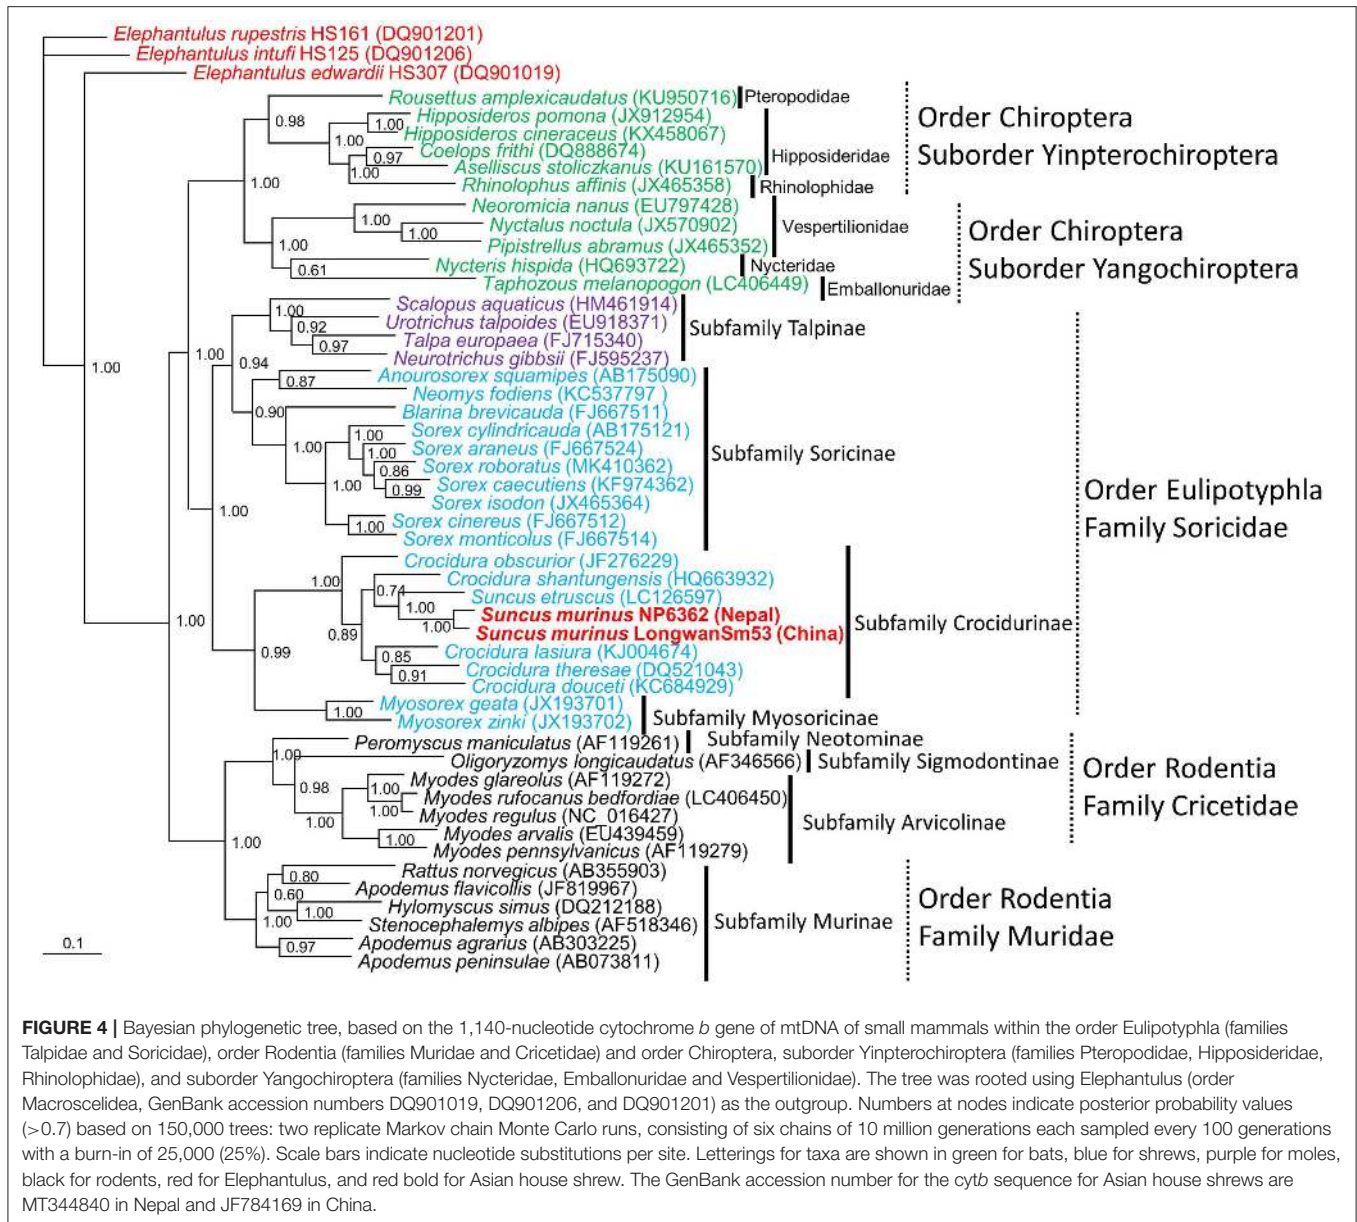 Elephantulus rupestris HS161 (DQ901201)
Elephantulus intufi HS125 (DQ901206)
Elephantulus edwardii HS307 (DQ901019)
Rousettus amplexicaudatus (KU950716)
Pteropodidae
Hipposideros pomona (JX912954)
Hipposideros cineraceus (KX458067)
Coelops frithi (DQ888674)
Aselliscus stoliczkanus (KU161570)
Hipposideridae
Rhinolophus affinis (JX465358)
Rhinolophidae
Order Chiroptera
Suborder Yinpterochiroptera
0.98
1.00
1.00
0.97
1.00
1.00
Neoromicia nanus (EU797428)
Nyctalus noctula (JX570902)
Pipistrellus abramus (JX465352)
Vespertilionidae
Nycteris hispida (HQ693722)
Nycteridae
Taphozous melanopogon (LC406449)
Emballonuridae
Order Chiroptera
Suborder Yangochiroptera
1.00
1.00
1.00
0.61
Scalopus aquaticus (HM461914)
Urotrichus talpoides (EU918371)
Talpa europaea (FJ715340)
Neurotrichus gibbsii (FJ595237)
Subfamily Talpinae
1.00
0.92
0.97
1.00
0.94
1.00
Anourosorex squamipes (AB175090)
Neomys fodiens (KC537797 )
Blarina brevicauda (FJ667511)
Sorex cylindricauda (AB175121)
Sorex araneus (FJ667524)
Sorex roboratus (MK410362)
Sorex caecutiens (KF974362)
Sorex isodon (JX465364)
Sorex cinereus (FJ667512)
Sorex monticolus (FJ667514)
Subfamily Soricinae
0.87
0.90
1.00
1.00
1.00
0.86
1.00
0.99
1.00
1.00
Order Eulipotyphla
Family Soricidae
Crocidura obscurior (JF276229)
Crocidura shantungensis (HQ663932)
Suncus etruscus (LC126597)
Suncus murinus NP6362 (Nepal)
Suncus murinus LongwanSm53 (China)
Crocidura lasiura (KJ004674)
Crocidura theresae (DQ521043)
Crocidura douceti (KC684929)
Subfamily Crocidurinae
1.00
0.74
1.00
1.00
0.89
0.85
0.91
1.00
0.99
Myosorex geata (JX193701)
Myosorex zinki (JX193702)
Subfamily Myosoricinae
1.00
Peromyscus maniculatus (AF119261)
Subfamily Neotominae
Oligoryzomys longicaudatus (AF346566)
Subfamily Sigmodontinae
Myodes glareolus (AF119272)
Myodes rufocanus bedfordiae (LC406450)
Myodes regulus (NC_016427)
Myodes arvalis (EU439459)
Myodes pennsylvanicus (AF119279)
Subfamily Arvicolinae
Order Rodentia
Family Cricetidae
1.00
0.98
1.00
1.00
1.00
1.00
1.00
Rattus norvegicus (AB355903)
Apodemus flavicollis (JF819967)
Hylomyscus simus (DQ212188)
Stenocephalemys albipes (AF518346)
Apodemus agrarius (AB303225)
Apodemus peninsulae (AB073811)
Subfamily Murinae
Order Rodentia
Family Muridae
0.80
0.60
1.00
1.00
0.97
0.1
FIGURE 4 | Bayesian phylogenetic tree, based on the 1,140-nucleotide cytochrome b gene of mtDNA of small mammals within the order Eulipotyphla (families
Talpidae and Soricidae), order Rodentia (families Muridae and Cricetidae) and order Chiroptera, suborder Yinpterochiroptera (families Pteropodidae, Hipposideridae,
Rhinolophidae), and suborder Yangochiroptera (families Nycteridae, Emballonuridae and Vespertilionidae). The tree was rooted using Elephantulus (order
Macroscelidea, GenBank accession numbers DQ901019, DQ901206, and DQ901201) as the outgroup. Numbers at nodes indicate posterior probability values
(>0.7) based on 150,000 trees: two replicate Markov chain Monte Carlo runs, consisting of six chains of 10 million generations each sampled every 100 generations
with a burn-in of 25,000 (25%). Scale bars indicate nucleotide substitutions per site. Letterings for taxa are shown in green for bats, blue for shrews, purple for moles,
black for rodents, red for Elephantulus, and red bold for Asian house shrew. The GenBank accession number for the cytb sequence for Asian house shrews are
MT344840 in Nepal and JF784169 in China.